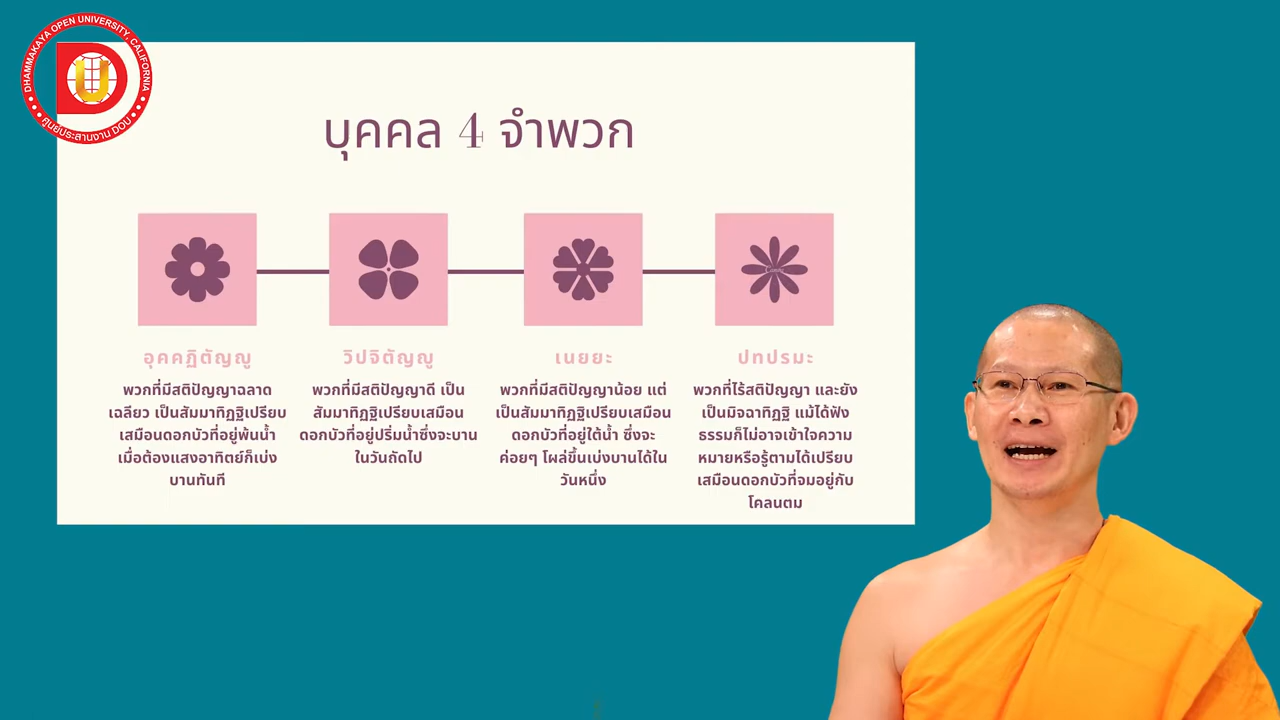 DHAMMAKAYA OPEN UNIVERSITY, CALIFORNIA
DU
ศูนย์ประสานงาน DOU
บุคคล 4 จำพวก
อุคคฏิตัญญู
พวกที่มีสติปัญญาฉลาด
เฉลียว เป็นสัมมาทิฏฐิเปรียบ
เสมือนดอกบัวที่อยู่พ้นน้ำ
เมื่อต้องแสงอาทิตย์ก็เบ่ง
บานทันที
วิปจิตัญญู
พวกที่มีสติปัญญาดี เป็น
สัมมาทิฏฐิเปรียบเสมือน
ดอกบัวที่อยู่ปริ่มน้ำซึ่งจะบาน
ในวันถัดไป
เนยยะ
พวกที่มีสติปัญญาน้อย แต่
เป็นสัมมาทิฏฐิเปรียบเสมือน
ดอกบัวที่อยู่ใต้น้ำ ซึ่งจะ
ค่อยๆ โผล่ขึ้นเบ่งบานได้ใน
วันหนึ่ง
ปทปรมะ
พวกที่ไร้สติปัญญา และยัง
เป็นมิจฉาทิฏฐิ แม้ได้ฟัง
ธรรมก็ไม่อาจเข้าใจความ
หมายหรือรู้ตามได้เปรียบ
เสมือนดอกบัวที่จมอยู่กับ
โคลนตม